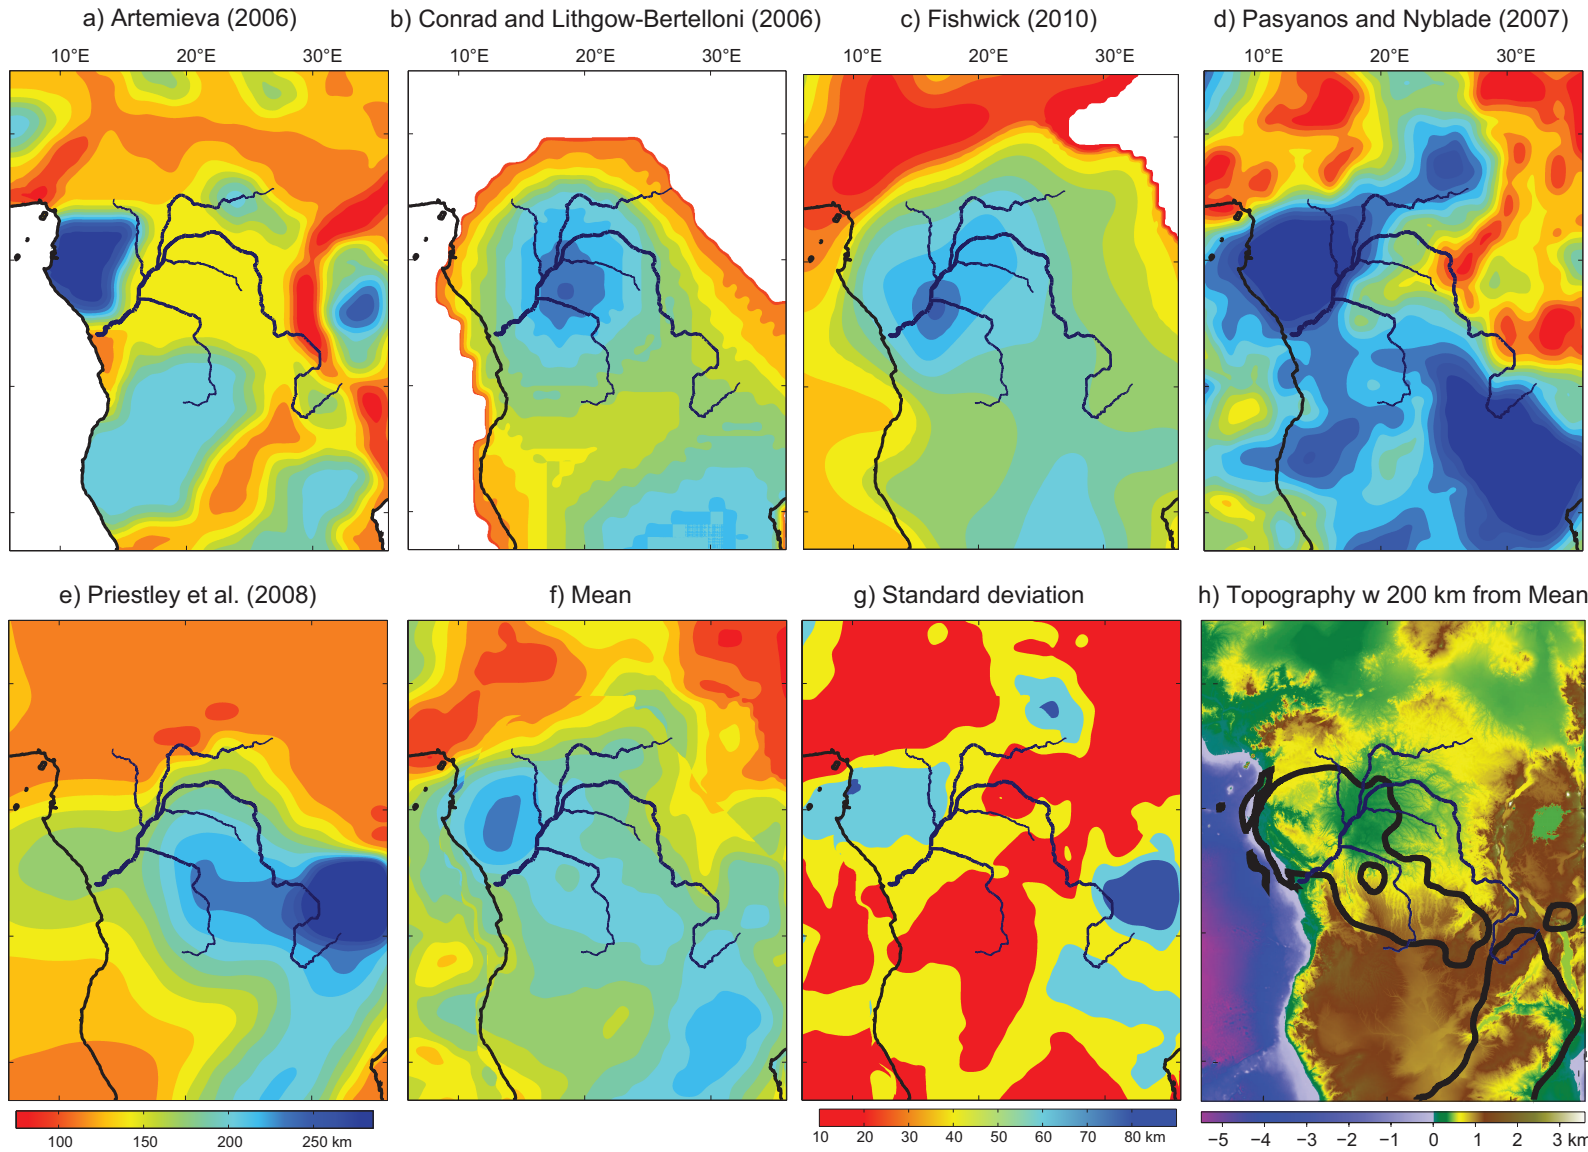 a) Artemieva (2006)
b) Conrad and Lithgow-Bertelloni (2006)
c) Fishwick (2010)
d) Pasyanos and Nyblade (2007)
10°E 20°E 30°E
10°E 20°E 30°E
10°E 20°E 30°E
10°E 20°E 30°E
e) Priestley et al. (2008)
f) Mean
g) Standard deviation
h) Topography w 200 km from Mean
100 150 200 250 km
10 20 30 40 50 60 70 80 km
−5 −4 −3 −2 −1 0 1 2 3 km